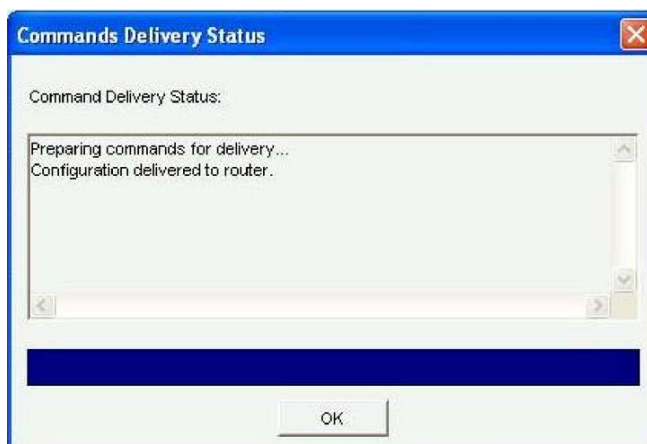 Commands Delivery Status
Command Delivery Status:
Preparing commands for delivery...
Configuration delivered to router.
OK